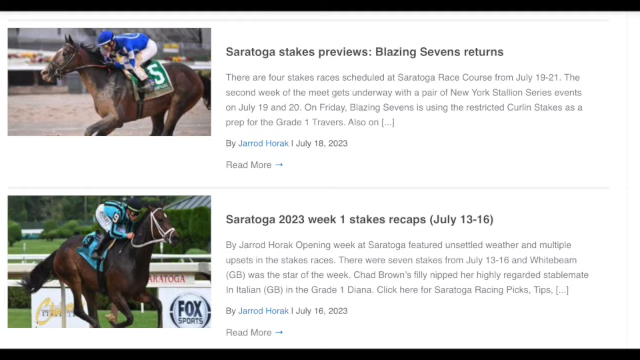 5
Saratoga stakes previews: Blazing Sevens returns
There are four stakes races scheduled at Saratoga Race Course from July 19-21. The
second week of the meet gets underway with a pair of New York Stallion Series events
on July 19 and 20. On Friday, Blazing Sevens is using the restricted Curlin Stakes as a
prep for the Grade 1 Travers. Also on [...]
By Jarrod Horak | July 18, 2023
Read More →
SARATOGA
FOX
SPORTS
Saratoga 2023 week 1 stakes recaps (July 13-16)
By Jarrod Horak Opening week at Saratoga featured unsettled weather and multiple
upsets in the stakes races. There were seven stakes from July 13-16 and Whitebeam
(GB) was the star of the week. Chad Brown's filly nipped her highly regarded stablemate
In Italian (GB) in the Grade 1 Diana. Click here for Saratoga Racing Picks, Tips, [...]
By Jarrod Horak | July 16, 2023
Read More →